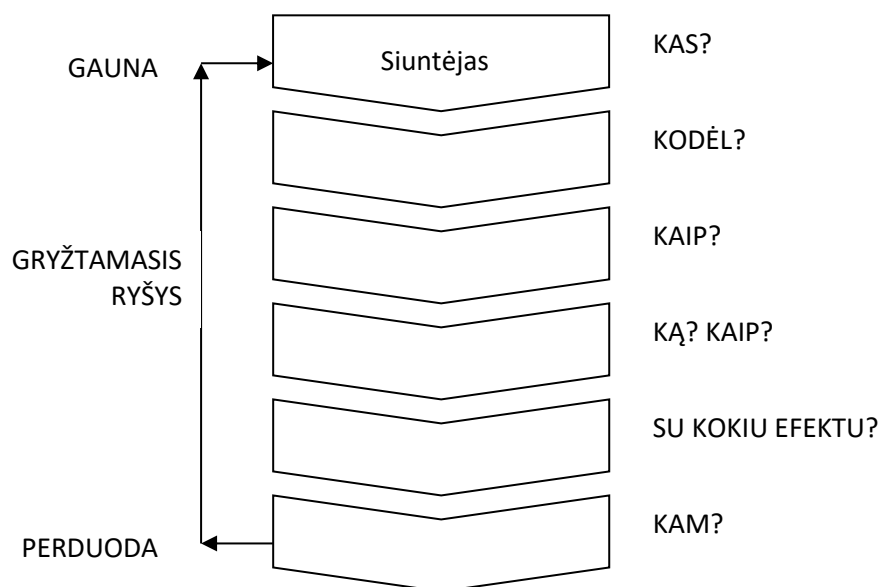 KAS?
GAUNA
Siuntėjas
KODĖL?
KAIP?
GRYŽTAMASIS
RYŠYS
KĄ? KAIP?
SU KOKIU EFEKTU?
KAM?
PERDUODA